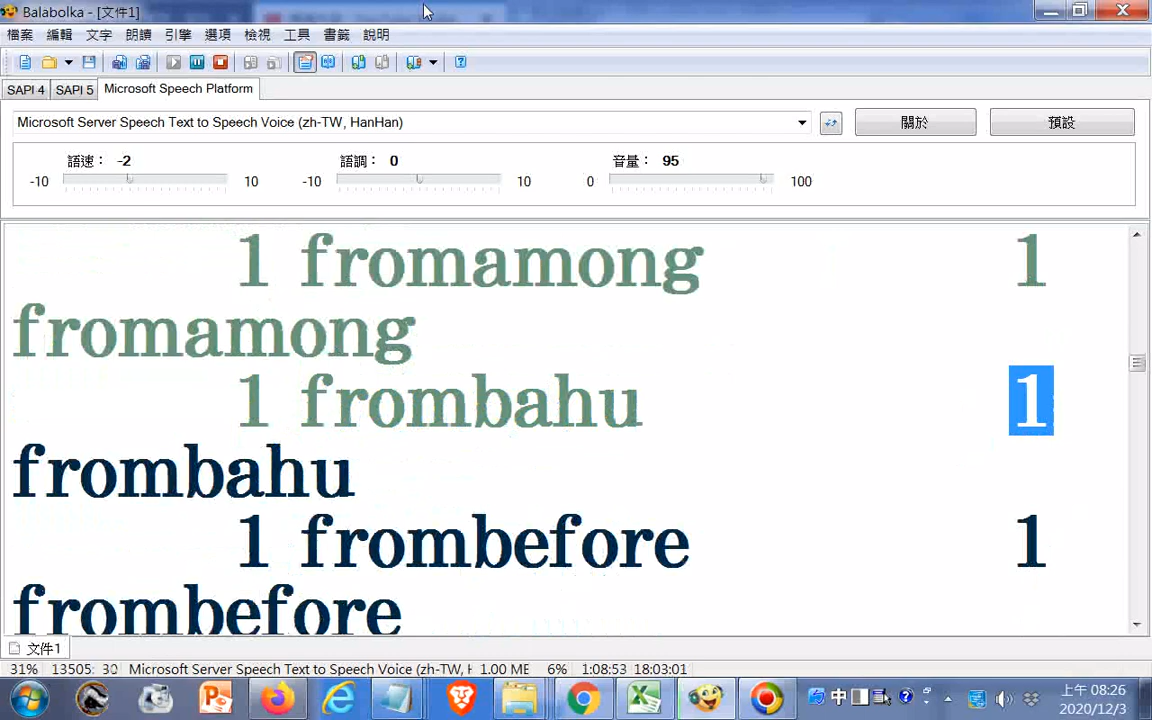 Balabolka - [文件1]
檔案 編輯 文字 朗讀 引擎 選項 檢視 工具 書籤 說明
SAPI 4 SAPI 5 Microsoft Speech Platform
Microsoft Server Speech Text to Speech Voice (zh-TW, HanHan) 關於 預設
語速: -2 語調: 0 音量: 95
-10 10 -10 10 0 100
1 fromamong 1
fromamong
1 frombahu 1
frombahu
1 frombefore 1
frombefore
文件1
31% 13505: 30 Microsoft Server Speech Text to Speech Voice (zh-TW, H 1.00 ME 6% 1:08:53 18:03:01
中 上午 08:26
2020/12/3